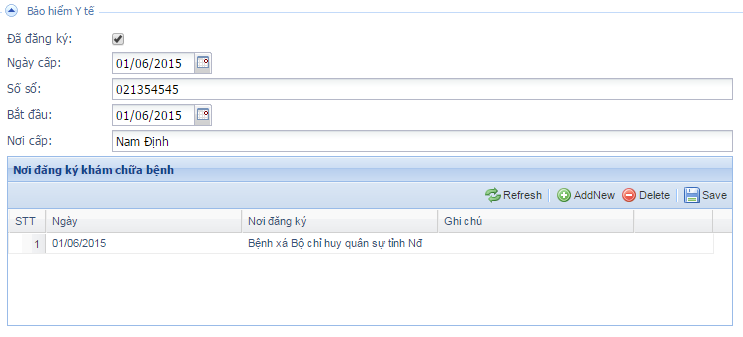 Bảo hiểm Y tế
Đã đăng ký:
Ngày cấp: 01/06/2015
Số sổ: 021354545
Bắt đầu: 01/06/2015
Nơi cấp: Nam Định
Nơi đăng ký khám chữa bệnh
Refresh AddNew Delete Save
STT Ngày Nơi đăng ký Ghi chú
1 01/06/2015 Bệnh xá Bộ chỉ huy quân sự tỉnh Nđ